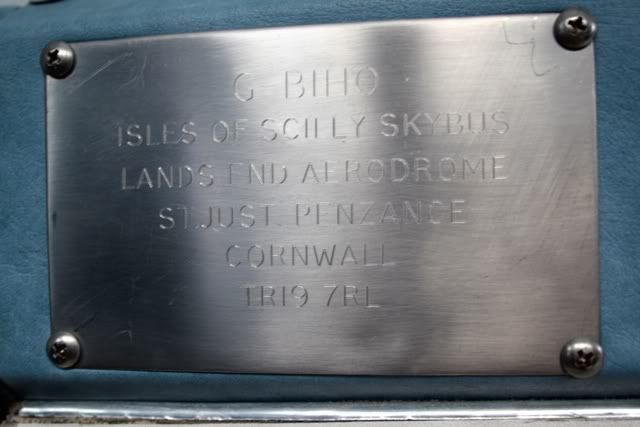 G-BIHO
ISLES OF SCILLY SKYBUS
LANDS END AERODROME
ST.JUST. PENZANCE
CORNWALL
TR19 7RL